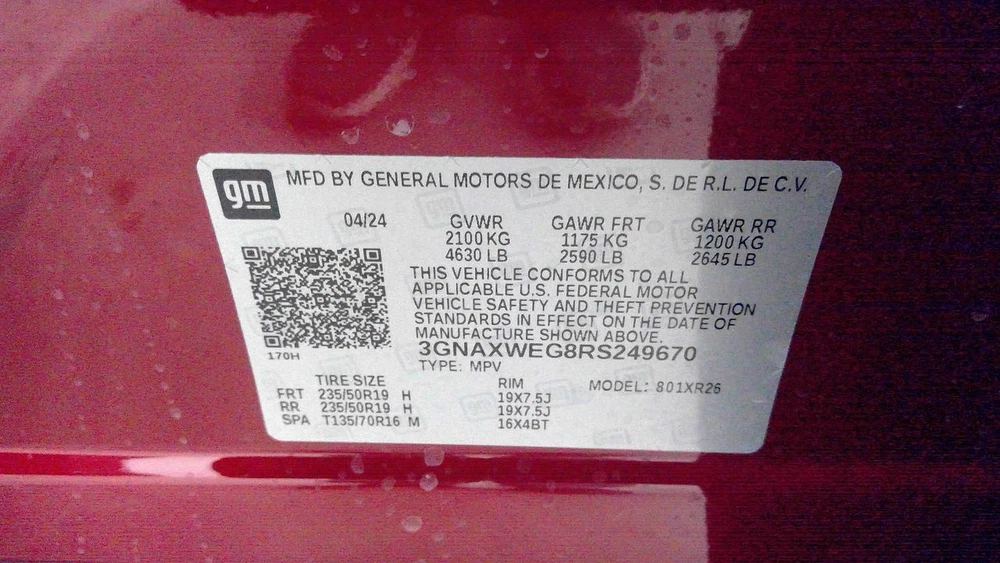 gm MFD BY GENERAL MOTORS DE MEXICO, S. DE R.L. DE C.V.
04/24 GVWR GAWR FRT GAWR RR
2100 KG 1175 KG 1200 KG
4630 LB 2590 LB 2645 LB
THIS VEHICLE CONFORMS TO ALL
APPLICABLE U.S. FEDERAL MOTOR
VEHICLE SAFETY AND THEFT PREVENTION
STANDARDS IN EFFECT ON THE DATE OF
MANUFACTURE SHOWN ABOVE.
170H 3GNAXWEG8RS249670
TYPE: MPV
TIRE SIZE RIM MODEL: 801XR26
FRT 235/50R19 H 19X7.5J
RR 235/50R19 H 19X7.5J
SPA T135/70R16 M 16X4BT